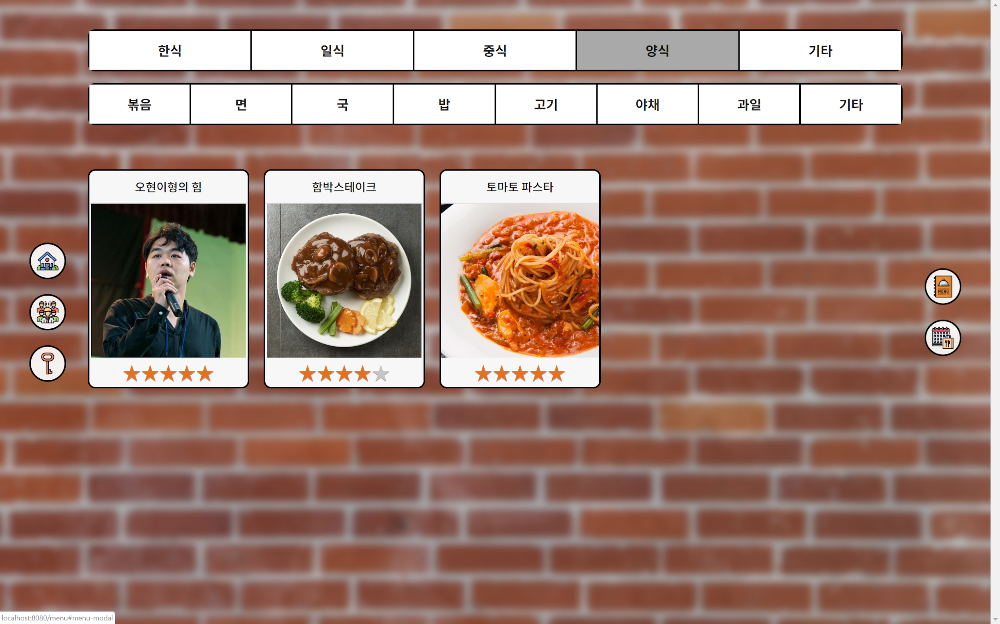 한식 일식 중식 양식 기타
볶음 면 국 밥 고기 야채 과일 기타
오현이형의 힘 함박스테이크 토마토 파스타
MENU
localhost:8080/menu#menu-modal